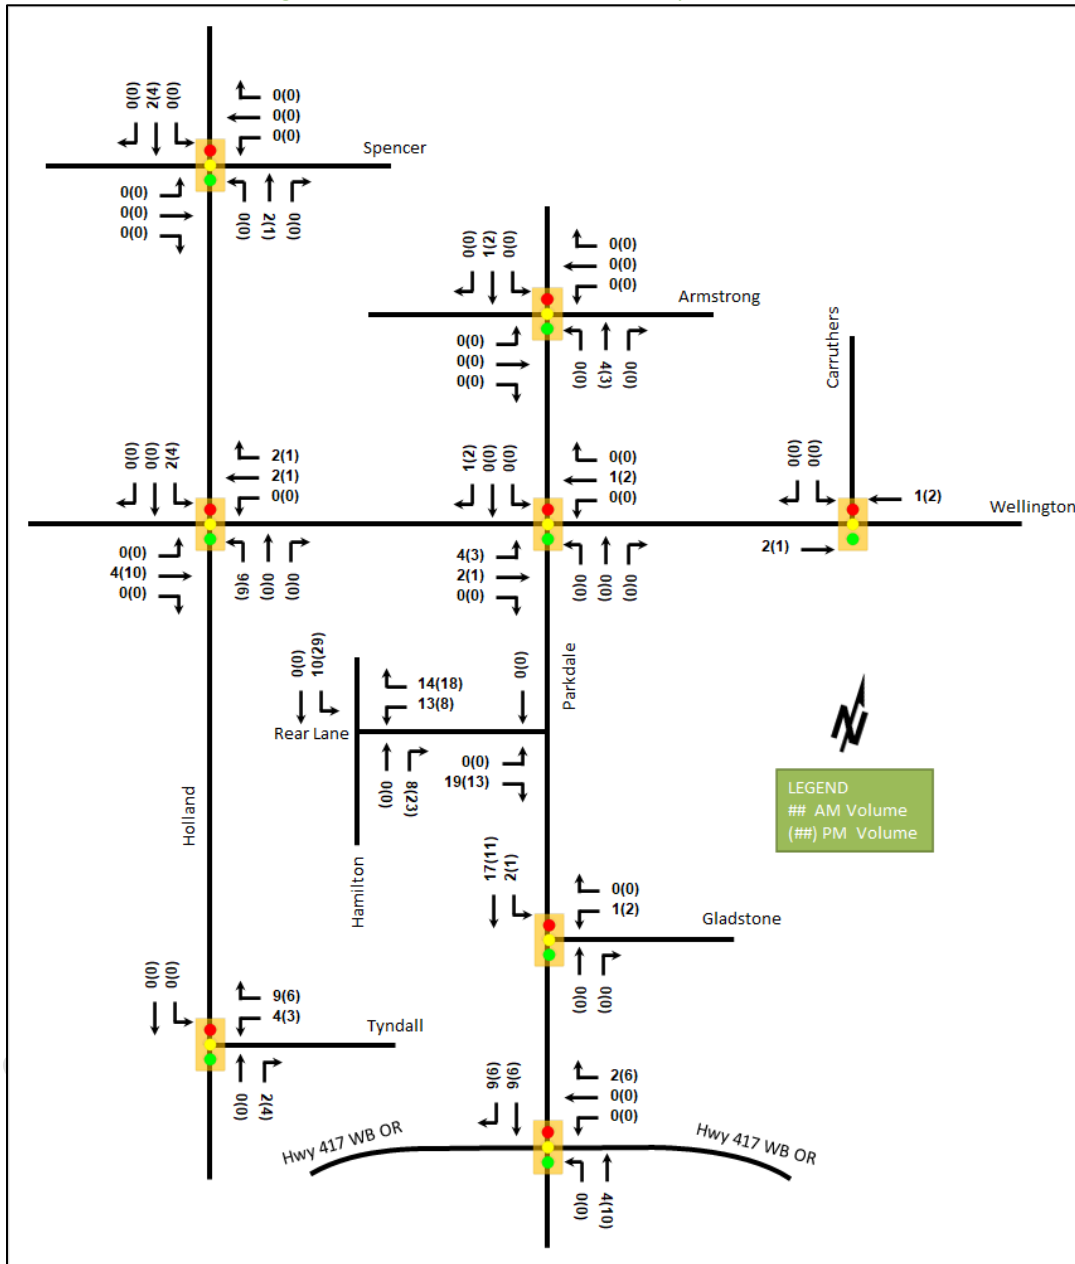 0(0) 2(4) 0(0)
0(0)
0(0)
0(0)
Spencer
0(0)
0(0)
0(0)
0(0) 2(1) 0(0)
0(0) 1(2) 0(0)
0(0)
0(0)
0(0)
Armstrong
0(0)
0(0)
0(0)
0(0) 4(3) 0(0)
Carruthers
0(0) 0(0) 2(4)
2(1)
2(1)
0(0)
0(0)
4(10)
0(0)
9(6) 0(0) 0(0)
1(2) 0(0) 0(0)
0(0)
1(2)
0(0)
4(3)
2(1)
0(0)
0(0) 0(0) 0(0)
0(0) 0(0)
1(2)
Wellington
2(1)
Parkdale
0(0) 10(29)
14(18)
13(8)
0(0)
Rear Lane
0(0)
19(13)
0(0) 8(23)
Holland
Hamilton
N
LEGEND
## AM Volume
(##) PM Volume
17(11) 2(1)
0(0)
1(2)
Gladstone
0(0) 0(0)
0(0) 0(0)
9(6)
4(3)
Tyndall
0(0) 2(4)
9(6) 9(6)
2(6)
0(0)
0(0)
Hwy 417 WB OR
Hwy 417 WB OR
0(0) 4(10)